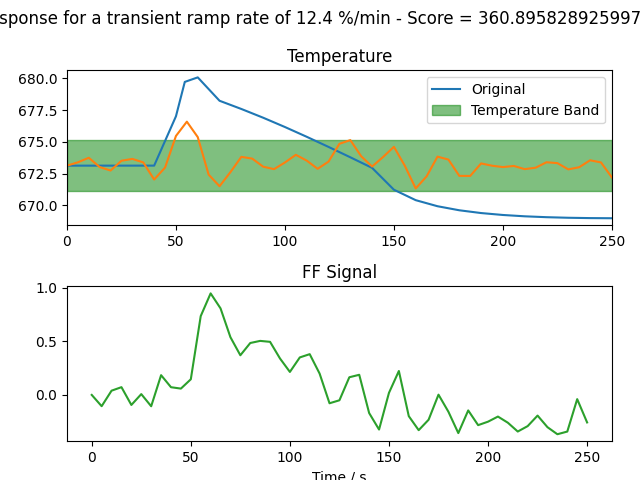 sponse for a transient ramp rate of 12.4 %/min - Score = 360.895828925997
Temperature
680.0
677.5
675.0
672.5
670.0
Original
Temperature Band
0 50 100 150 200 250
FF Signal
1.0
0.5
0.0
0 50 100 150 200 250
Time / s